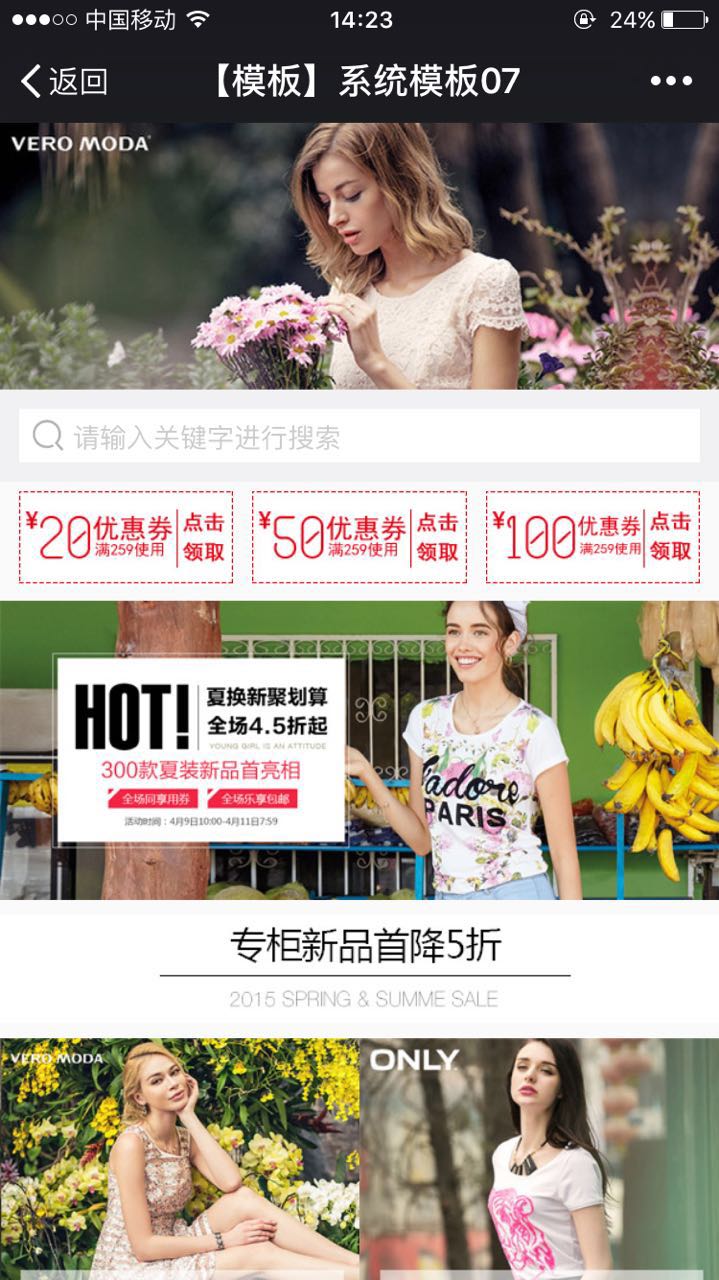 中国移动
14:23
24%
返回
【模板】系统模板07
VERO MODA
请输入关键字进行搜索
¥20优惠券 满259使用 点击领取
¥50优惠券 满259使用 点击领取
¥100优惠券 满259使用 点击领取
HOT!
夏换新聚划算
全场4.5折起
YOUNG GIRL IS AN ATTITUDE
300款夏装新品首亮相
全场同享用券
全场乐享包邮
活动时间：4月9日10:00-4月11日7:59
J'adore
PARIS
专柜新品首降5折
2015 SPRING & SUMME SALE
VERO MODA
ONLY